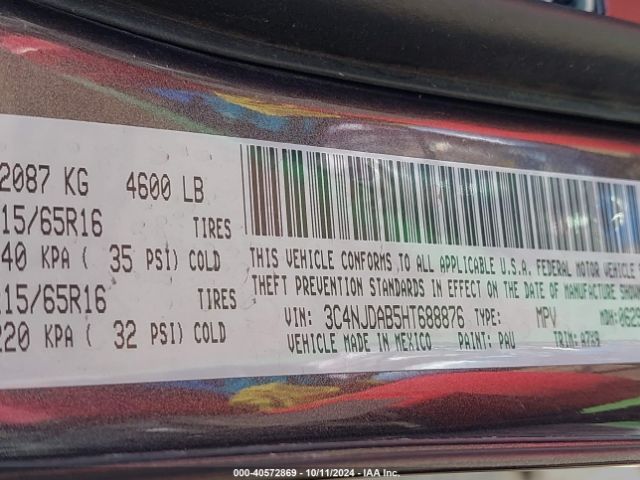 2087 KG 4600 LB
15/65R16 TIRES
40 KPA ( 35 PSI) COLD
15/65R16 TIRES
220 KPA ( 32 PSI) COLD
THIS VEHICLE CONFORMS TO ALL APPLICABLE U.S.A. FEDERAL MOTOR VEHICLE
THEFT PREVENTION STANDARDS IN EFFECT ON THE DATE OF MANUFACTURE SHOWN
VIN: 3C4NJDAB5HT688876 TYPE: MPV MDH:
VEHICLE MADE IN MEXICO PAINT: PAU TRIM:
000-40572869 - 10/11/2024 - IAA Inc.